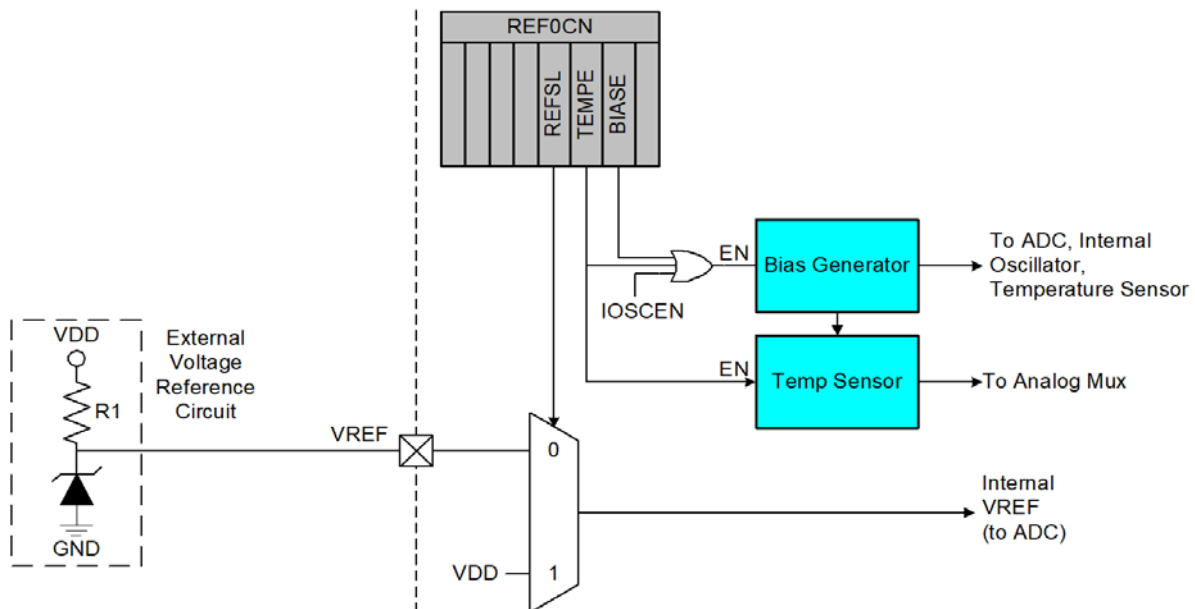 REF0CN
REFSL
TEMPE
BIASE
EN
Bias Generator
To ADC, Internal
Oscillator,
Temperature Sensor
IOSCEN
VDD
R1
GND
External
Voltage
Reference
Circuit
EN
Temp Sensor
To Analog Mux
VREF
0
Internal
VREF
(to ADC)
VDD
1